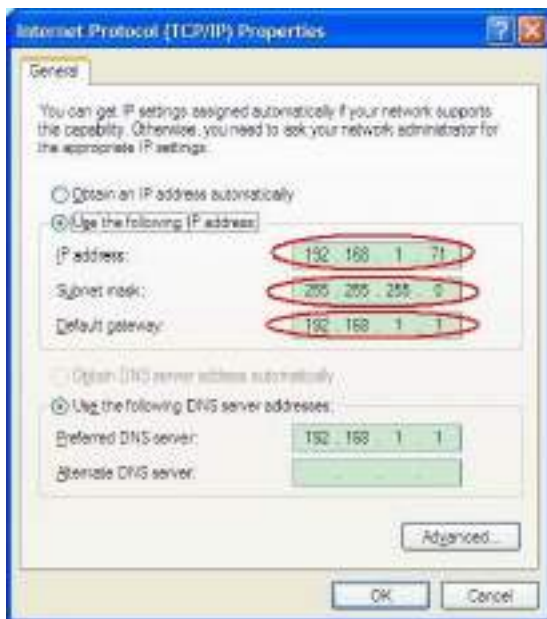 Internet Protocol (TCP/IP) Properties
General
You can get IP settings assigned automatically if your network supports
this capability. Otherwise, you need to ask your network administrator for
the appropriate IP settings.
Obtain an IP address automatically
Use the following IP address:
IP address: 192 . 168 . 1 . 71
Subnet mask: 255 . 255 . 255 . 0
Default gateway: 192 . 168 . 1 . 1
Obtain DNS server address automatically
Use the following DNS server addresses:
Preferred DNS server: 192 . 168 . 1 . 1
Alternate DNS server: . . .
Advanced...
OK Cancel